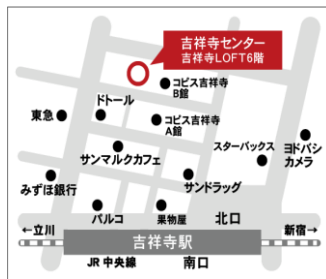 吉祥寺センター
吉祥寺LOFT6階
コピス吉祥寺
B館
ドトール
東急
コピス吉祥寺
A館
スターバックス
ヨドバシ
カメラ
サンマルクカフェ
みずほ銀行
サンドラッグ
パルコ
果物屋
北口
←立川
新宿→
吉祥寺駅
JR 中央線
南口